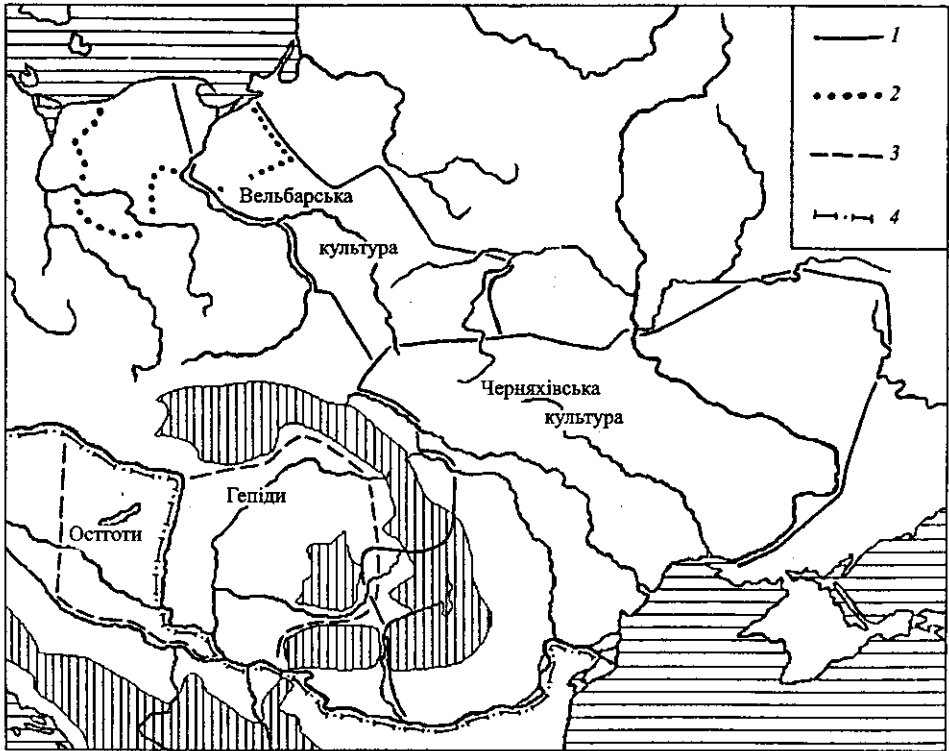 1
2
3
4
Вельбарська
культура
Черняхівська
культура
Гепіди
Остготи